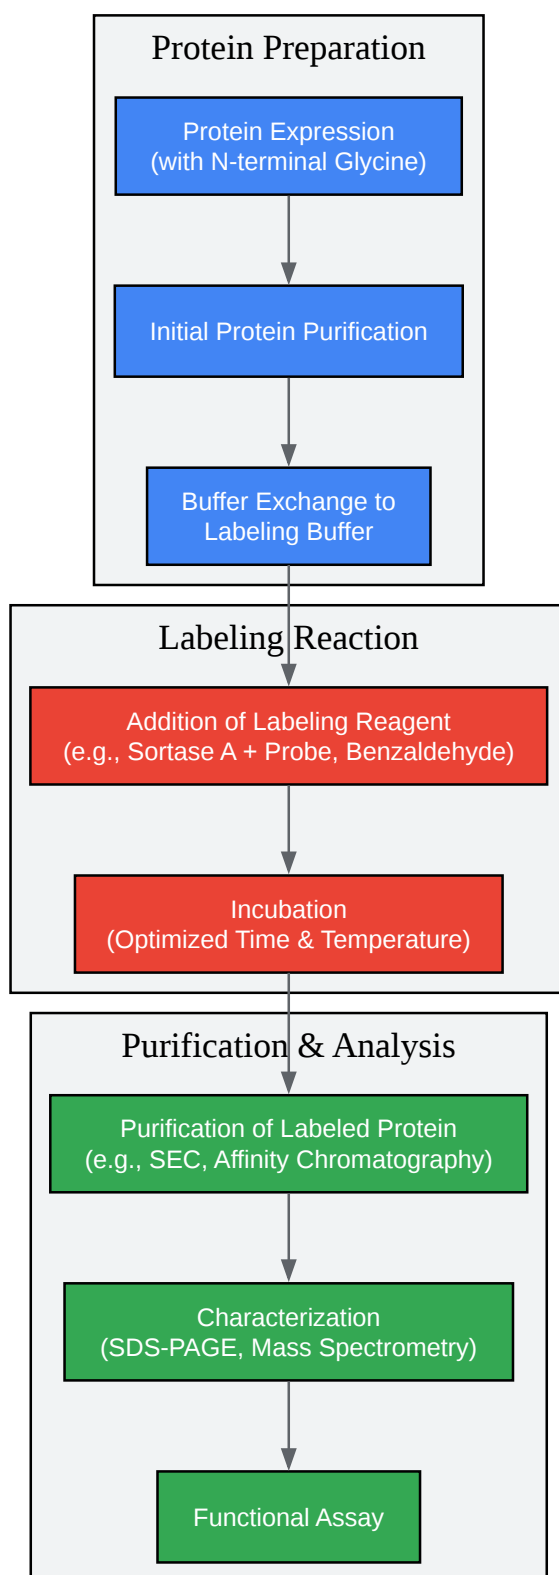 Protein Preparation
Protein Expression
(with N-terminal Glycine)
Initial Protein Purification
Buffer Exchange to
Labeling Buffer
Labeling Reaction
Addition of Labeling Reagent
(e.g., Sortase A + Probe, Benzaldehyde)
Incubation
(Optimized Time & Temperature)
Purification & Analysis
Purification of Labeled Protein
(e.g., SEC, Affinity Chromatography)
Characterization
(SDS-PAGE, Mass Spectrometry)
Functional Assay